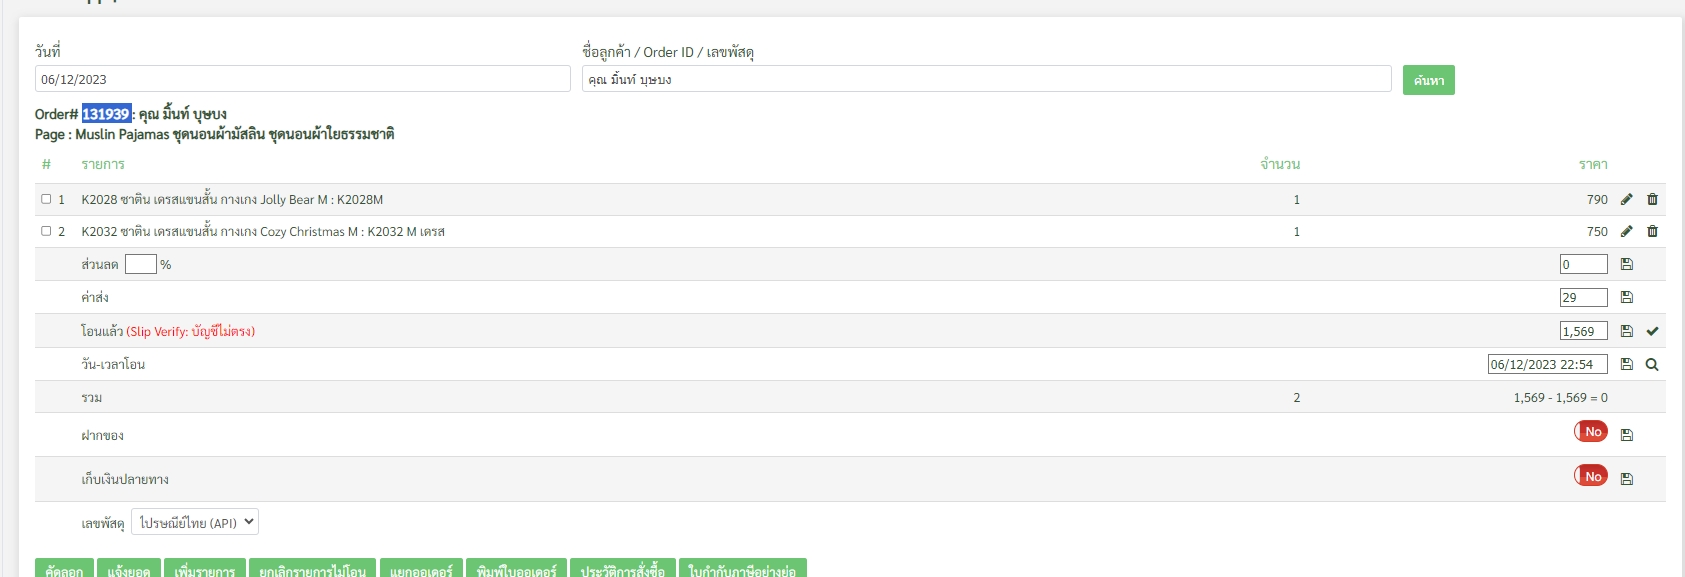 วันที่
ชื่อลูกค้า / Order ID / เลขพัสดุ
06/12/2023
คุณ มิ้นท์ บุษบง
ค้นหา
Order# 131939 : คุณ มิ้นท์ บุษบง
Page : Muslin Pajamas ชุดนอนผ้ามัสลิน ชุดนอนผ้าใยธรรมชาติ
# รายการ จำนวน ราคา
1 K2028 ซาติน เดรสแขนสั้น กางเกง Jolly Bear M : K2028M 1 790
2 K2032 ซาติน เดรสแขนสั้น กางเกง Cozy Christmas M : K2032 M เดรส 1 750
ส่วนลด % 0
ค่าส่ง 29
โอนแล้ว (Slip Verify: บัญชีไม่ตรง) 1,569
วัน-เวลาโอน 06/12/2023 22:54
รวม 2 1,569 - 1,569 = 0
ฝากของ No
เก็บเงินปลายทาง No
เลขพัสดุ ไปรษณีย์ไทย (API)
คัดลอก แจ้งยอด เพิ่มรายการ ยกเลิกรายการไม่โอน แยกออเดอร์ พิมพ์ใบออเดอร์ ประวัติการสั่งซื้อ ใบกำกับภาษีอย่างย่อ